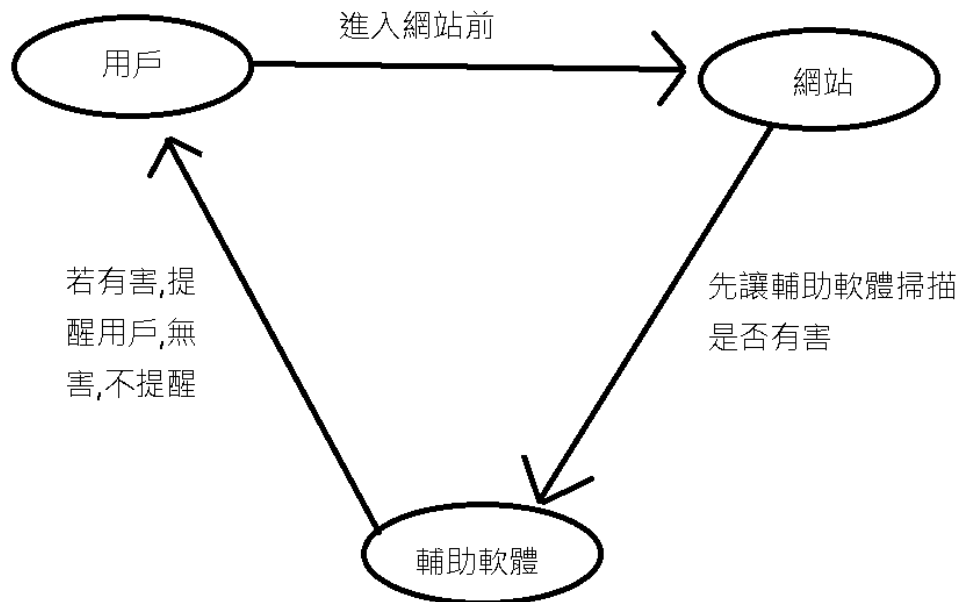 進入網站前
用戶
網站
若有害,提
醒用戶,無
害,不提醒
先讓輔助軟體掃描
是否有害
輔助軟體